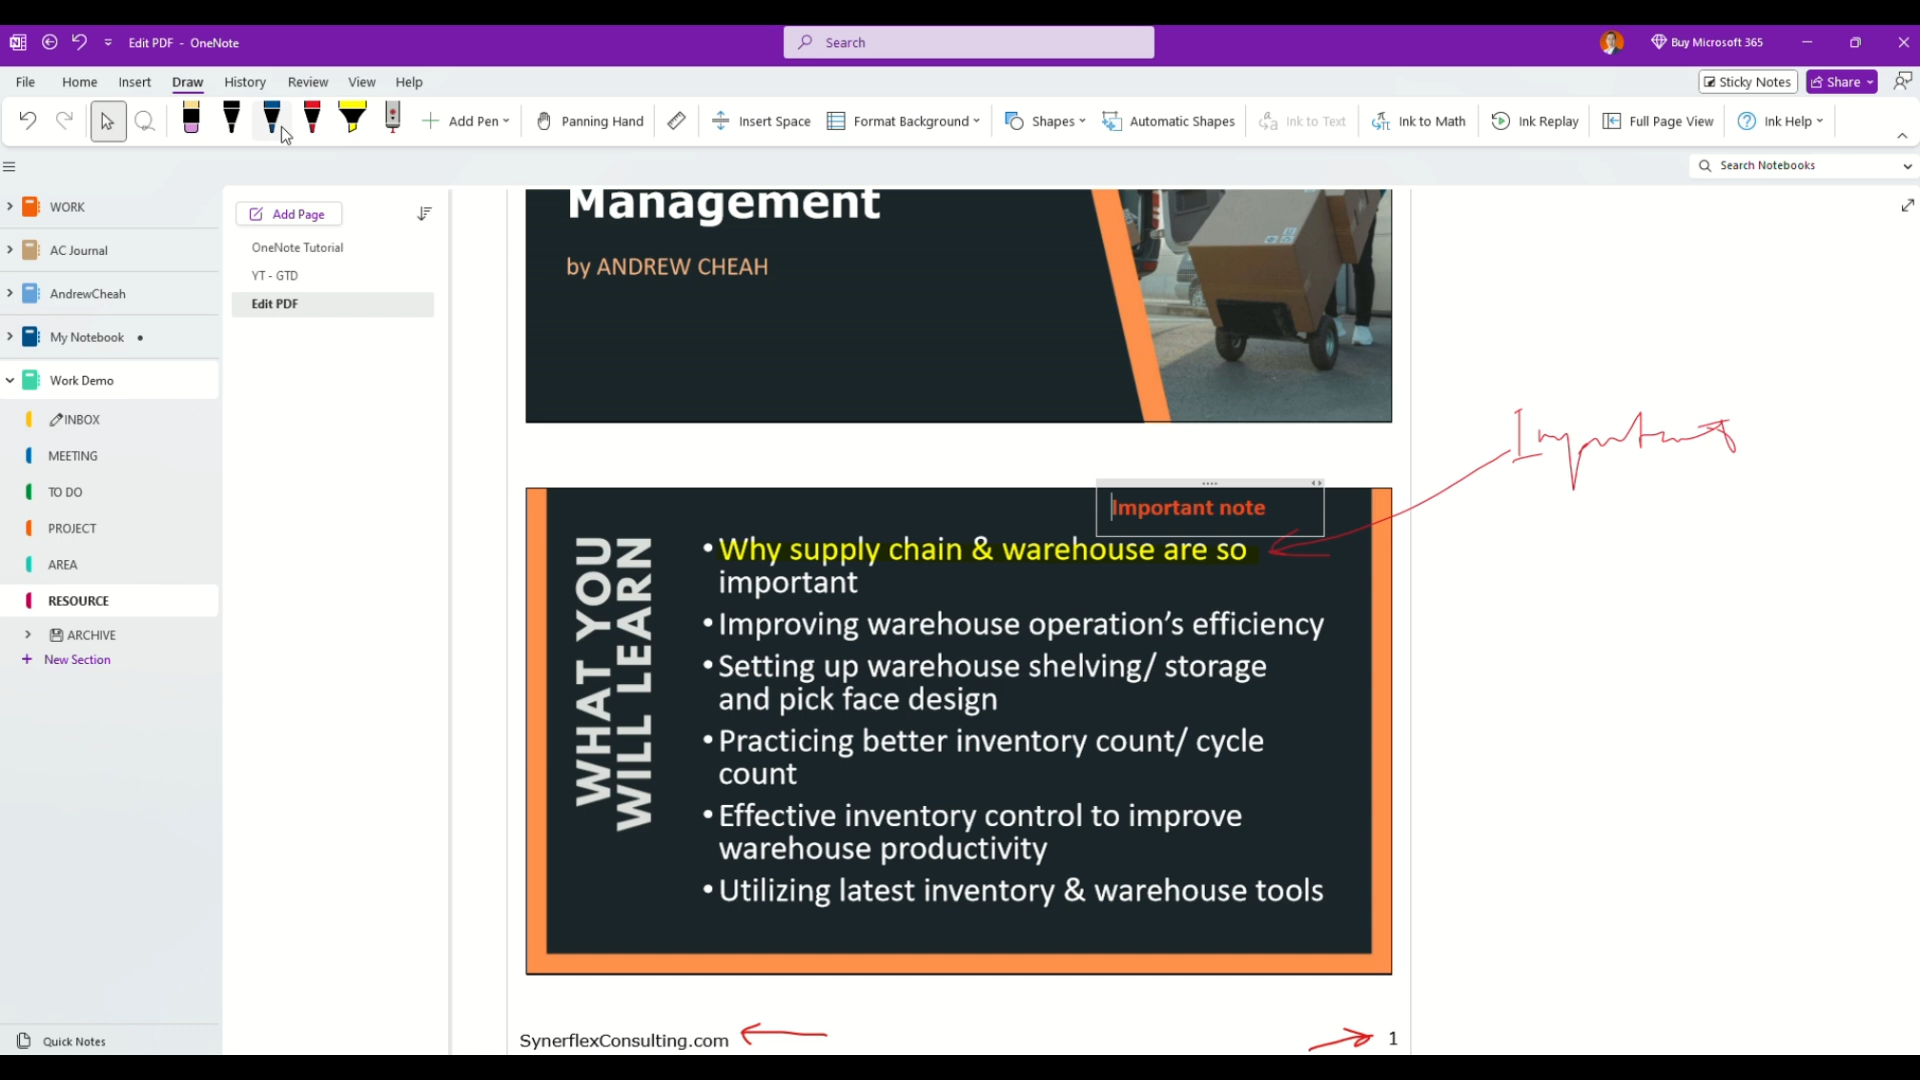 Edit PDF - OneNote
Search
Buy Microsoft 365
File Home Insert Draw History Review View Help
Sticky Notes Share
Add Pen Panning Hand Insert Space Format Background Shapes Automatic Shapes Ink to Text Ink to Math Ink Replay Full Page View Ink Help
Search Notebooks
WORK
AC Journal
AndrewCheah
My Notebook
Work Demo
INBOX
MEETING
TO DO
PROJECT
AREA
RESOURCE
ARCHIVE
New Section
Quick Notes
Add Page
OneNote Tutorial
YT - GTD
Edit PDF
Management
by ANDREW CHEAH
Important
Important note
WHAT YOU
WILL LEARN
•Why supply chain & warehouse are so
important
•Improving warehouse operation's efficiency
•Setting up warehouse shelving/ storage
and pick face design
•Practicing better inventory count/ cycle
count
•Effective inventory control to improve
warehouse productivity
•Utilizing latest inventory & warehouse tools
SynerflexConsulting.com
1